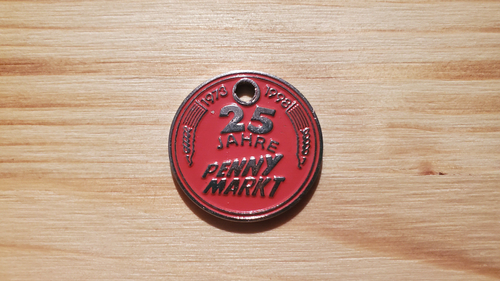 1973 1998
25
JAHRE
PENNY
MARKT